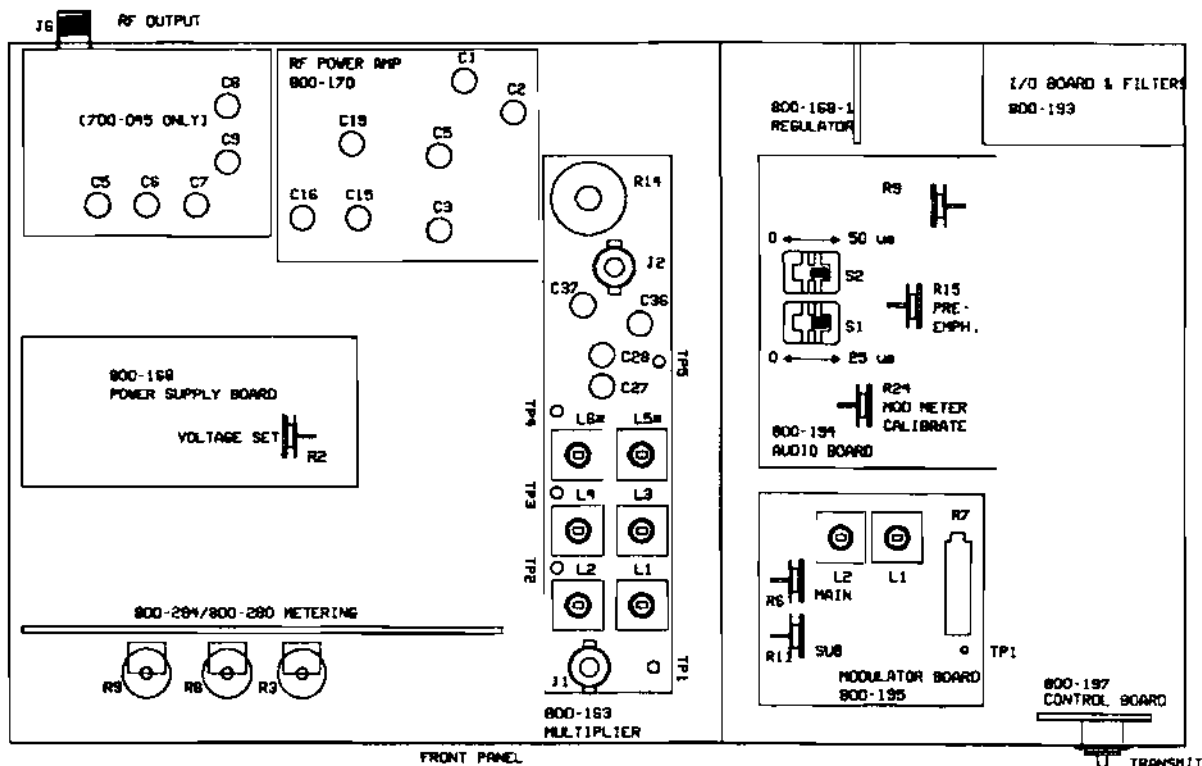 J6
RF OUTPUT
RF POWER AMP
800-170
C1
C2
C8
(700-095 ONLY)
C9
C19
C5
C5
C6
C7
C16
C15
C3
R14
J2
C37
C36
C28
C27
TP5
TP4
L6*
L5*
TP3
L4
L3
TP2
L2
L1
J1
TP1
800-163
MULTIPLIER
800-168
POWER SUPPLY BOARD
VOLTAGE SET
R2
800-284/800-280 METERING
R9
R8
R3
FRONT PANEL
800-168-1
REGULATOR
I/O BOARD & FILTERS
800-193
R9
0
50 us
S2
R15
PRE-
EMPH.
S1
0
25 us
R24
MOD METER
CALIBRATE
800-194
AUDIO BOARD
R7
L2
L1
R6
MAIN
R11
SUB
TP1
MODULATOR BOARD
800-195
800-197
CONTROL BOARD
TRANSMIT